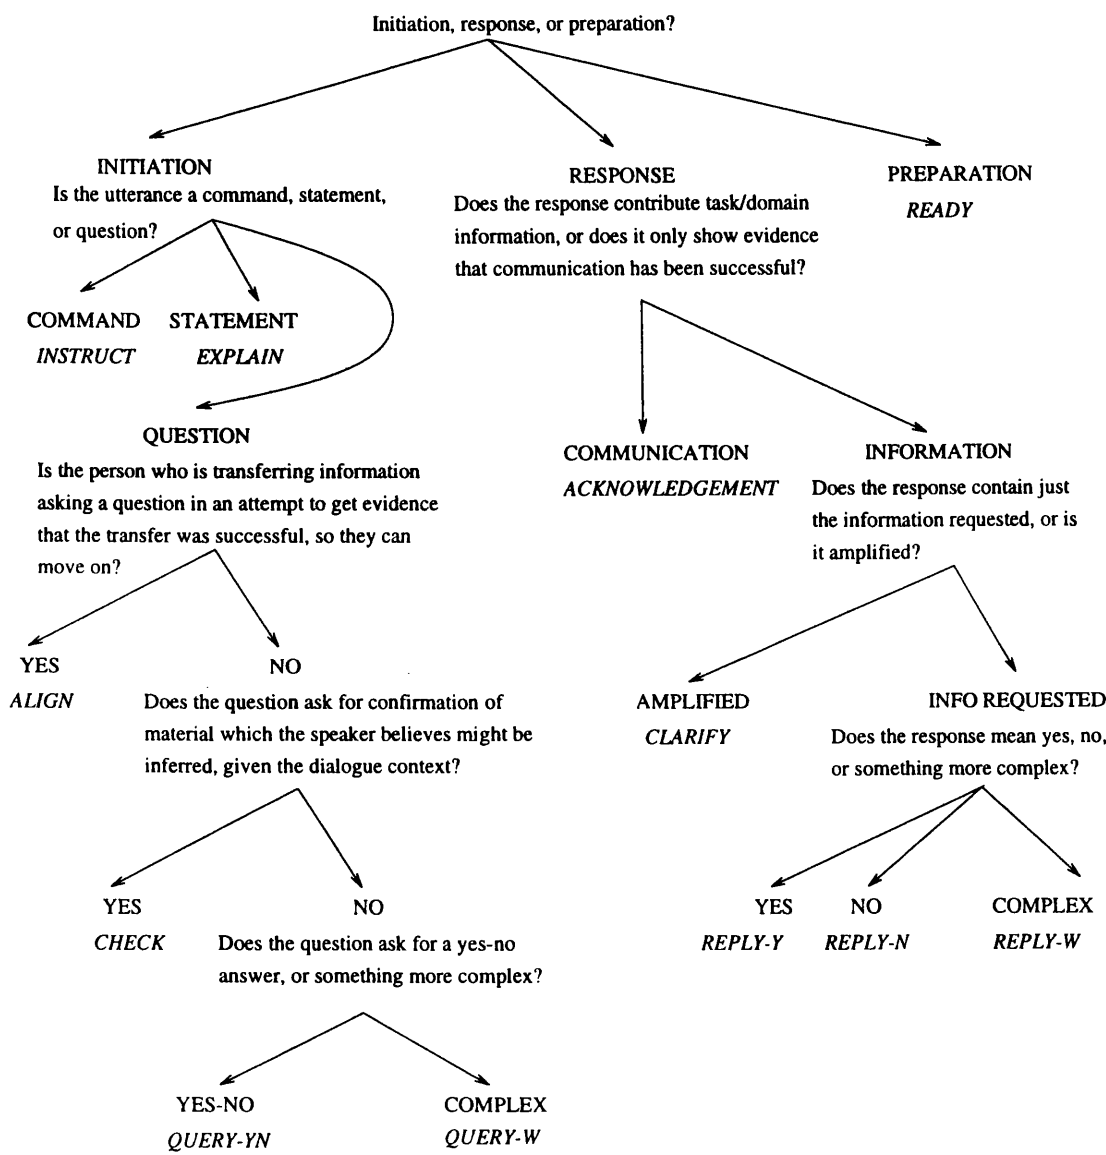 Initiation, response, or preparation?
INITIATION
Is the utterance a command, statement,
or question?
COMMAND
INSTRUCT
STATEMENT
EXPLAIN
QUESTION
Is the person who is transferring information
asking a question in an attempt to get evidence
that the transfer was successful, so they can
move on?
YES
ALIGN
NO
Does the question ask for confirmation of
material which the speaker believes might be
inferred, given the dialogue context?
YES
CHECK
NO
Does the question ask for a yes-no
answer, or something more complex?
YES-NO
QUERY-YN
COMPLEX
QUERY-W
RESPONSE
Does the response contribute task/domain
information, or does it only show evidence
that communication has been successful?
COMMUNICATION
ACKNOWLEDGEMENT
INFORMATION
Does the response contain just
the information requested, or is
it amplified?
AMPLIFIED
CLARIFY
INFO REQUESTED
Does the response mean yes, no,
or something more complex?
YES
REPLY-Y
NO
REPLY-N
COMPLEX
REPLY-W
PREPARATION
READY